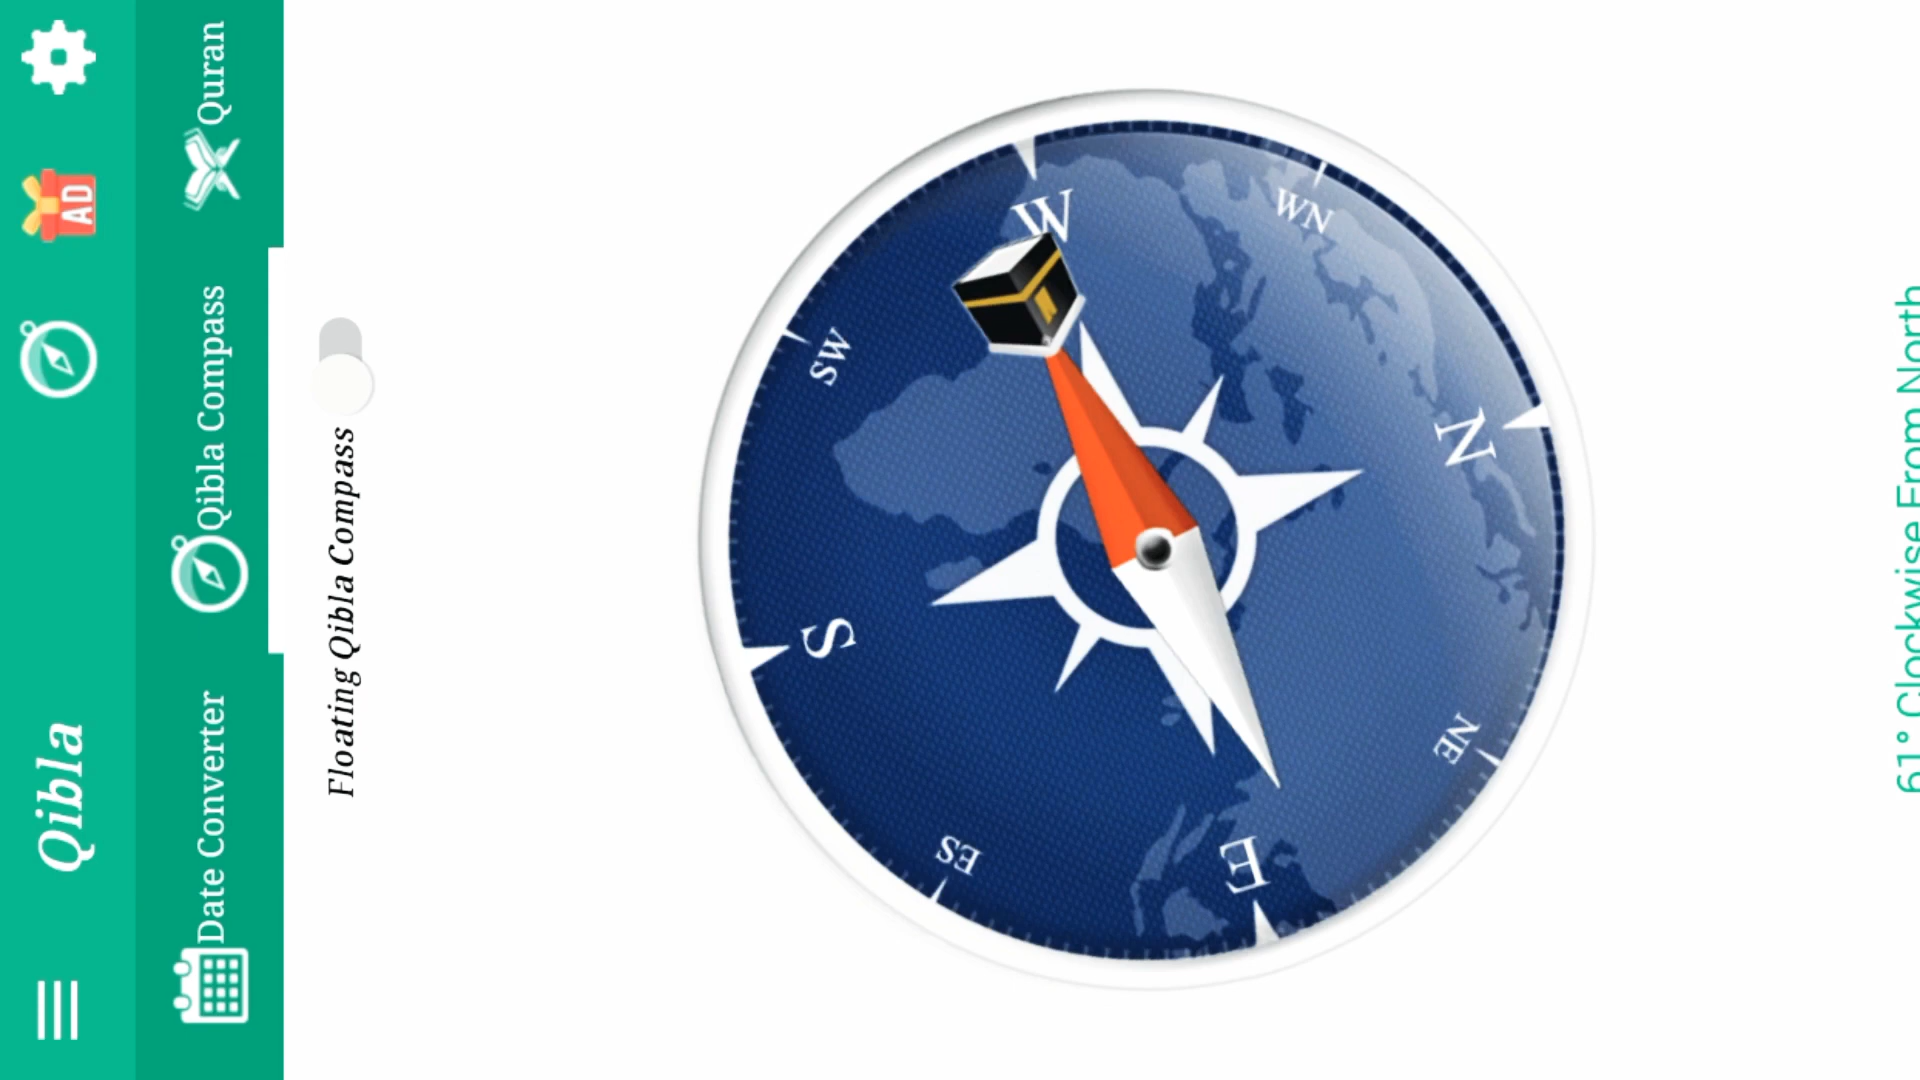 Qibla
AD
Date Converter
Qibla Compass
Quran
Floating Qibla Compass
W
WN
N
NE
E
ES
S
SW
61° Clockwise From North